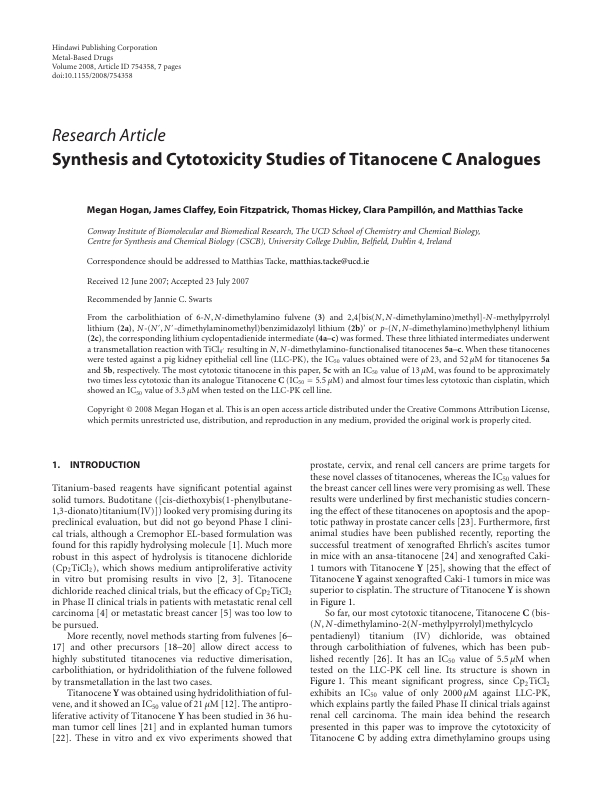 Hindawi Publishing Corporation
Metal-Based Drugs
Volume 2008, Article ID 754358, 7 pages
doi:10.1155/2008/754358
Research Article
Synthesis and Cytotoxicity Studies of Titanocene C Analogues
Megan Hogan, James Claffey, Eoin Fitzpatrick, Thomas Hickey, Clara Pampillón, and Matthias Tacke
Conway Institute of Biomolecular and Biomedical Research, The UCD School of Chemistry and Chemical Biology,
Centre for Synthesis and Chemical Biology (CSCB), University College Dublin, Belfield, Dublin 4, Ireland
Correspondence should be addressed to Matthias Tacke, matthias.tacke@ucd.ie
Received 12 June 2007; Accepted 23 July 2007
Recommended by Jannie C. Swarts
From the carbolithiation of 6-N,N-dimethylamino fulvene (3) and 2,4[bis(N,N-dimethylamino)methyl]-N-methylpyrrolyl
lithium (2a), N-(N′,N′-dimethylaminomethyl)benzimidazolyl lithium (2b)′ or p-(N,N-dimethylamino)methylphenyl lithium
(2c), the corresponding lithium cyclopentadienide intermediate (4a–c) was formed. These three lithiated intermediates underwent
a transmetallation reaction with TiCl₄′ resulting in N,N-dimethylamino-functionalised titanocenes 5a–c. When these titanocenes
were tested against a pig kidney epithelial cell line (LLC-PK), the IC₅₀ values obtained were of 23, and 52 μM for titanocenes 5a
and 5b, respectively. The most cytotoxic titanocene in this paper, 5c with an IC₅₀ value of 13 μM, was found to be approximately
two times less cytotoxic than its analogue Titanocene C (IC₅₀ = 5.5 μM) and almost four times less cytotoxic than cisplatin, which
showed an IC₅₀ value of 3.3 μM when tested on the LLC-PK cell line.
Copyright © 2008 Megan Hogan et al. This is an open access article distributed under the Creative Commons Attribution License,
which permits unrestricted use, distribution, and reproduction in any medium, provided the original work is properly cited.
1. INTRODUCTION
Titanium-based reagents have significant potential against
solid tumors. Budotitane ([cis-diethoxybis(1-phenylbutane-
1,3-dionato)titanium(IV)]) looked very promising during its
preclinical evaluation, but did not go beyond Phase I clini-
cal trials, although a Cremophor EL-based formulation was
found for this rapidly hydrolysing molecule [1]. Much more
robust in this aspect of hydrolysis is titanocene dichloride
(Cp₂TiCl₂), which shows medium antiproliferative activity
in vitro but promising results in vivo [2, 3]. Titanocene
dichloride reached clinical trials, but the efficacy of Cp₂TiCl₂
in Phase II clinical trials in patients with metastatic renal cell
carcinoma [4] or metastatic breast cancer [5] was too low to
be pursued.
More recently, novel methods starting from fulvenes [6–
17] and other precursors [18–20] allow direct access to
highly substituted titanocenes via reductive dimerisation,
carbolithiation, or hydridolithiation of the fulvene followed
by transmetallation in the last two cases.
Titanocene Y was obtained using hydridolithiation of ful-
vene, and it showed an IC₅₀ value of 21 μM [12]. The antipro-
liferative activity of Titanocene Y has been studied in 36 hu-
man tumor cell lines [21] and in explanted human tumors
[22]. These in vitro and ex vivo experiments showed that
prostate, cervix, and renal cell cancers are prime targets for
these novel classes of titanocenes, whereas the IC₅₀ values for
the breast cancer cell lines were very promising as well. These
results were underlined by first mechanistic studies concern-
ing the effect of these titanocenes on apoptosis and the apop-
totic pathway in prostate cancer cells [23]. Furthermore, first
animal studies have been published recently, reporting the
successful treatment of xenografted Ehrlich's ascites tumor
in mice with an ansa-titanocene [24] and xenografted Caki-
1 tumors with Titanocene Y [25], showing that the effect of
Titanocene Y against xenografted Caki-1 tumors in mice was
superior to cisplatin. The structure of Titanocene Y is shown
in Figure 1.
So far, our most cytotoxic titanocene, Titanocene C (bis-
(N,N-dimethylamino-2(N-methylpyrrolyl)methylcyclo
pentadienyl) titanium (IV) dichloride, was obtained
through carbolithiation of fulvenes, which has been pub-
lished recently [26]. It has an IC₅₀ value of 5.5 μM when
tested on the LLC-PK cell line. Its structure is shown in
Figure 1. This meant significant progress, since Cp₂TiCl₂
exhibits an IC₅₀ value of only 2000 μM against LLC-PK,
which explains partly the failed Phase II clinical trials against
renal cell carcinoma. The main idea behind the research
presented in this paper was to improve the cytotoxicity of
Titanocene C by adding extra dimethylamino groups using